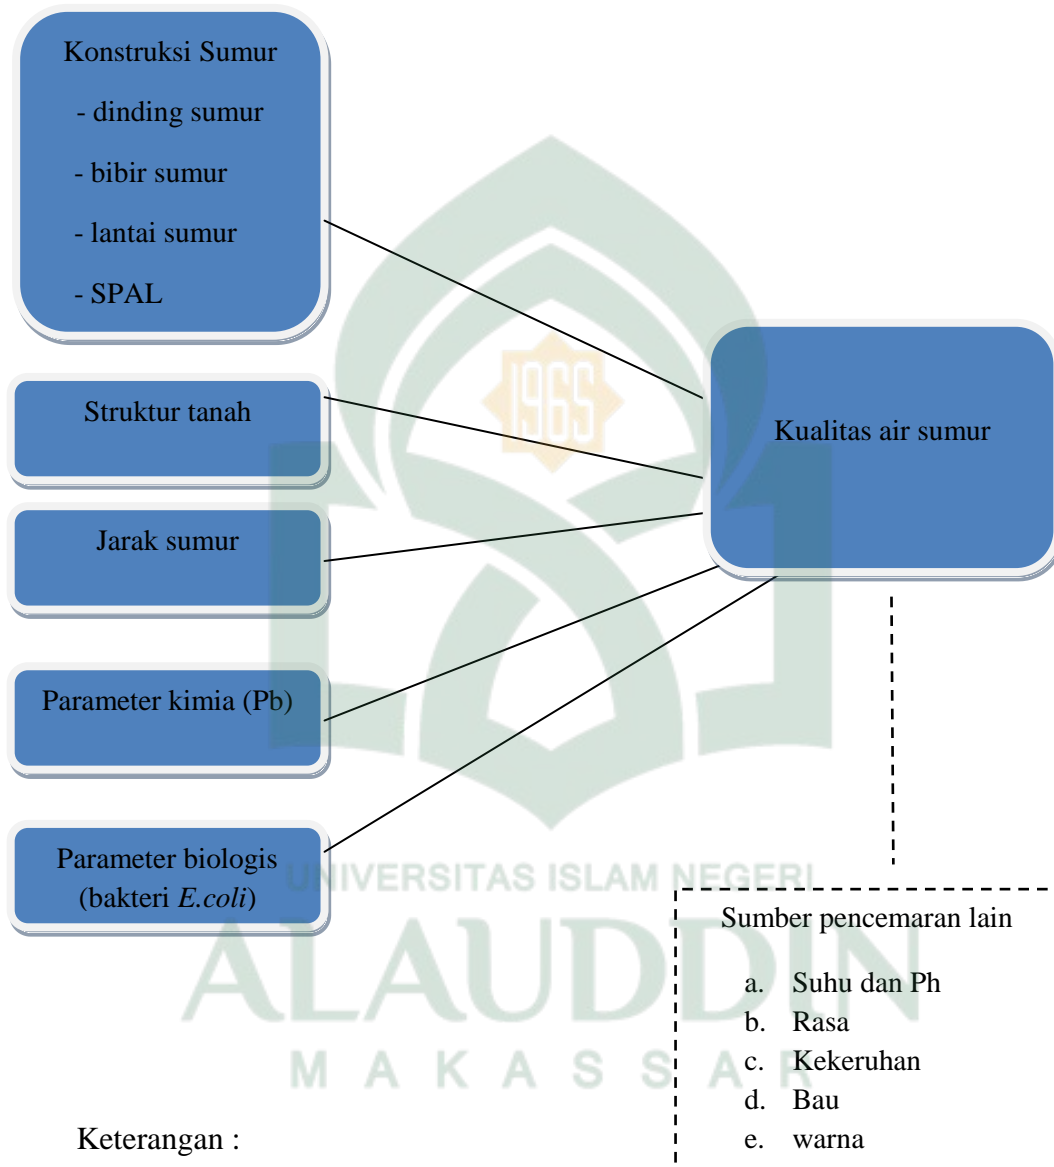 Konstruksi Sumur
- dinding sumur
- bibir sumur
- lantai sumur
- SPAL
Struktur tanah
Jarak sumur
Parameter kimia (Pb)
Parameter biologis
(bakteri E.coli)
Kualitas air sumur
Sumber pencemaran lain
a. Suhu dan Ph
b. Rasa
c. Kekeruhan
d. Bau
e. warna
Keterangan :
1965
UNIVERSITAS ISLAM NEGERI
ALAUDDIN
MAKASSAR